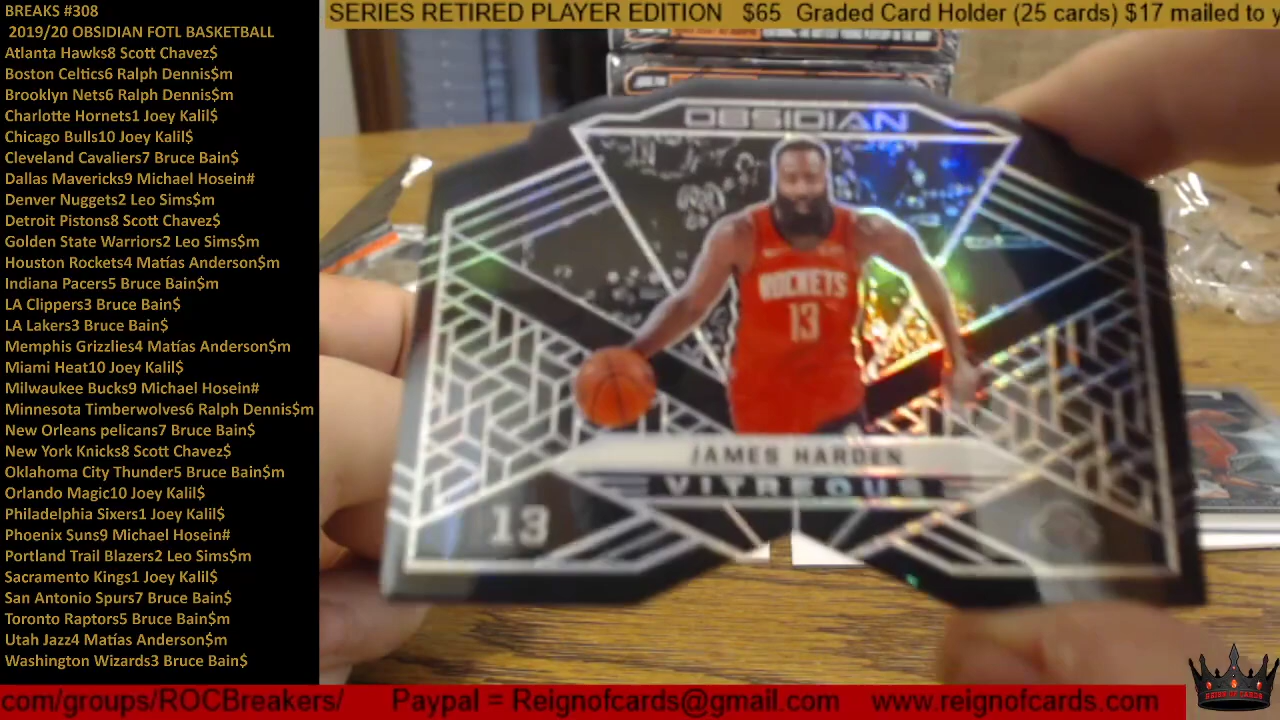 BREAKS #308
2019/20 OBSIDIAN FOTL BASKETBALL
Atlanta Hawks8 Scott Chavez$
Boston Celtics6 Ralph Dennis$m
Brooklyn Nets6 Ralph Dennis$m
Charlotte Hornets1 Joey Kalil$
Chicago Bulls10 Joey Kalil$
Cleveland Cavaliers7 Bruce Bain$
Dallas Mavericks9 Michael Hosein#
Denver Nuggets2 Leo Sims$m
Detroit Pistons8 Scott Chavez$
Golden State Warriors2 Leo Sims$m
Houston Rockets4 Matías Anderson$m
Indiana Pacers5 Bruce Bain$m
LA Clippers3 Bruce Bain$
LA Lakers3 Bruce Bain$
Memphis Grizzlies4 Matías Anderson$m
Miami Heat10 Joey Kalil$
Milwaukee Bucks9 Michael Hosein#
Minnesota Timberwolves6 Ralph Dennis$m
New Orleans pelicans7 Bruce Bain$
New York Knicks8 Scott Chavez$
Oklahoma City Thunder5 Bruce Bain$m
Orlando Magic10 Joey Kalil$
Philadelphia Sixers1 Joey Kalil$
Phoenix Suns9 Michael Hosein#
Portland Trail Blazers2 Leo Sims$m
Sacramento Kings1 Joey Kalil$
San Antonio Spurs7 Bruce Bain$
Toronto Raptors5 Bruce Bain$m
Utah Jazz4 Matías Anderson$m
Washington Wizards3 Bruce Bain$
SERIES RETIRED PLAYER EDITION $65 Graded Card Holder (25 cards) $17 mailed to y
OBSIDIAN
ROCKETS
13
JAMES HARDEN
VITREOUS
13
com/groups/ROCBreakers/ Paypal = Reignofcards@gmail.com www.reignofcards.com
REIGN OF CARDS